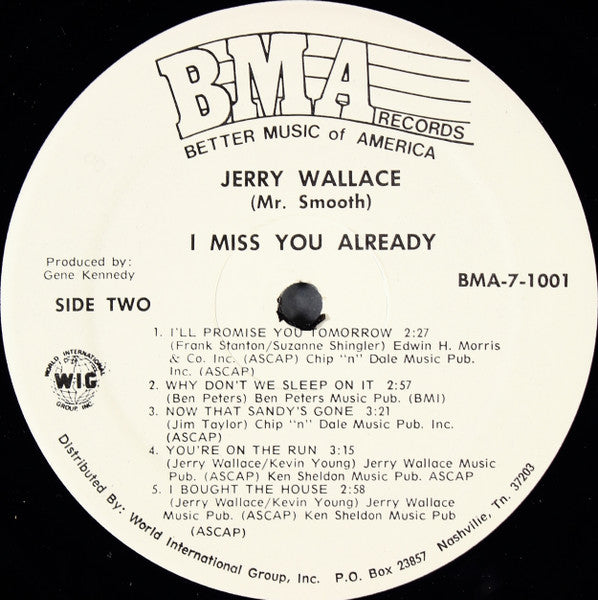 BMA
RECORDS
BETTER MUSIC of AMERICA
JERRY WALLACE
(Mr. Smooth)
I MISS YOU ALREADY
Produced by:
Gene Kennedy
BMA-7-1001
SIDE TWO
1. I'LL PROMISE YOU TOMORROW 2:27
(Frank Stanton/Suzanne Shingler) Edwin H. Morris
& Co. Inc. (ASCAP) Chip "n" Dale Music Pub.
Inc. (ASCAP)
2. WHY DON'T WE SLEEP ON IT 2:57
(Ben Peters) Ben Peters Music Pub. (BMI)
3. NOW THAT SANDY'S GONE 3:21
(Jim Taylor) Chip "n" Dale Music Pub. Inc.
(ASCAP)
4. YOU'RE ON THE RUN 3:15
(Jerry Wallace/Kevin Young) Jerry Wallace Music
Pub. (ASCAP) Ken Sheldon Music Pub. ASCAP
5. I BOUGHT THE HOUSE 2:58
(Jerry Wallace/Kevin Young) Jerry Wallace
Music Pub. (ASCAP) Ken Sheldon Music Pub
(ASCAP)
WORLD INTERNATIONAL
WIG
GROUP, INC.
Distributed By: World International Group, Inc. P.O. Box 23857 Nashville, Tn. 37203